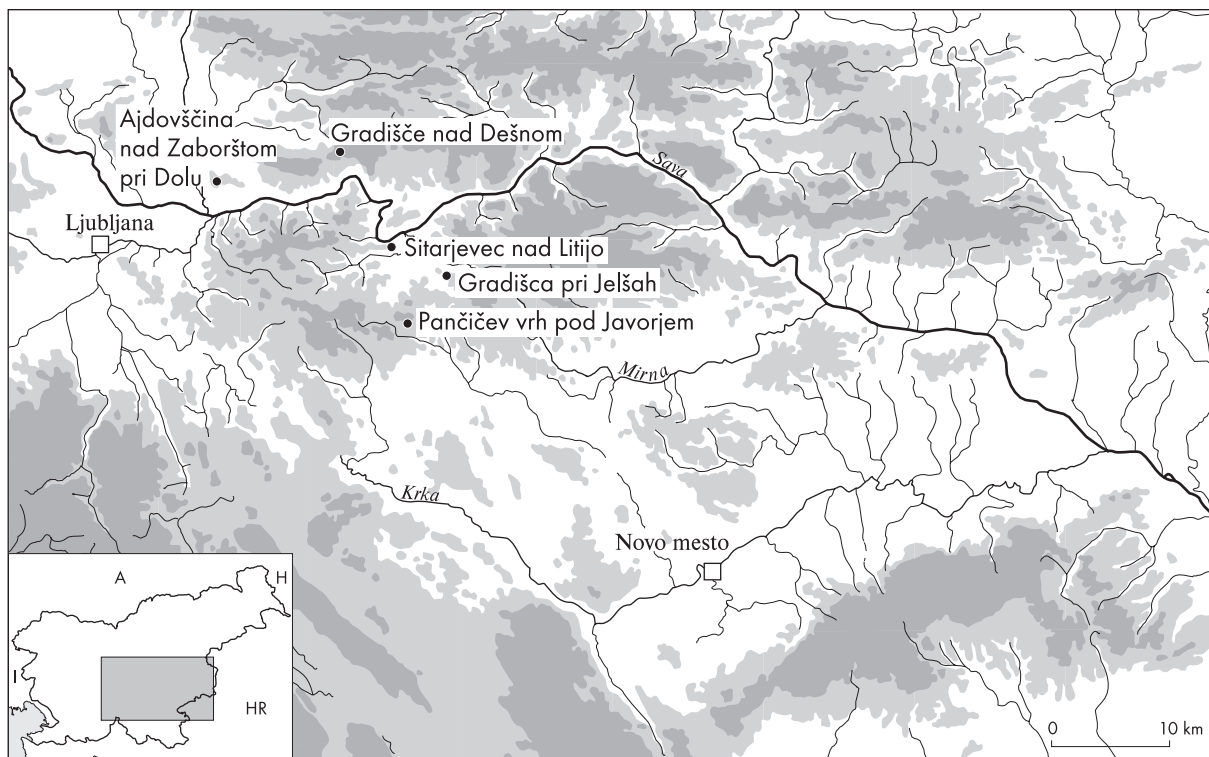 Ajdovščina
nad Zaborštom
pri Dolu
Gradišče nad Dešnom
Sava
Ljubljana
Sitarjevec nad Litijo
Gradišca pri Jelšah
Pančičev vrh pod Javorjem
Mirna
Krka
Novo mesto
A
H
I
HR
0
10 km